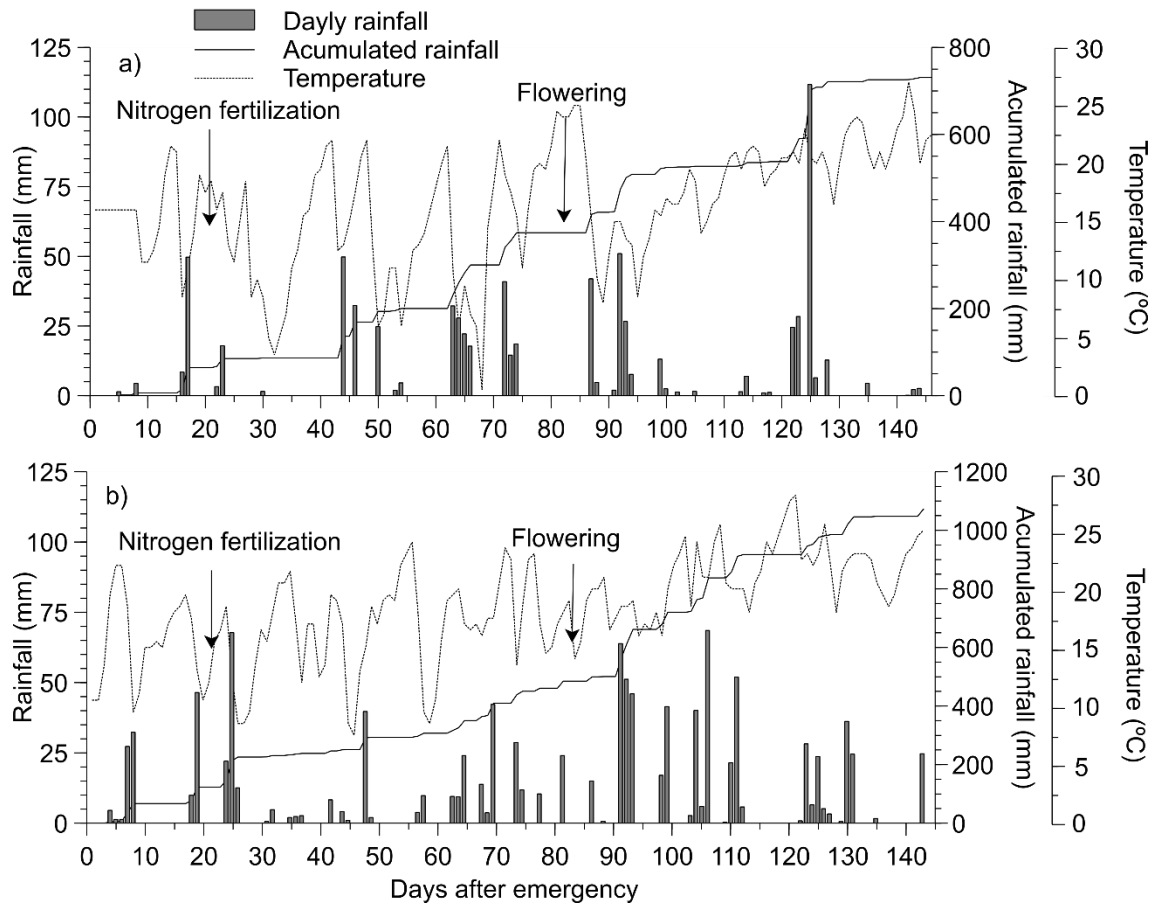 Dayly rainfall
Acumulated rainfall
Temperature
a)
Nitrogen fertilization
Flowering
Rainfall (mm)
125
100
75
50
25
0
0 10 20 30 40 50 60 70 80 90 100 110 120 130 140
800
600
400
200
0
Acumulated rainfall (mm)
30
25
20
15
10
5
0
Temperature (ºC)
b)
Nitrogen fertilization
Flowering
Rainfall (mm)
125
100
75
50
25
0
0 10 20 30 40 50 60 70 80 90 100 110 120 130 140
Days after emergency
1200
1000
800
600
400
200
0
Acumulated rainfall (mm)
30
25
20
15
10
5
0
Temperature (ºC)